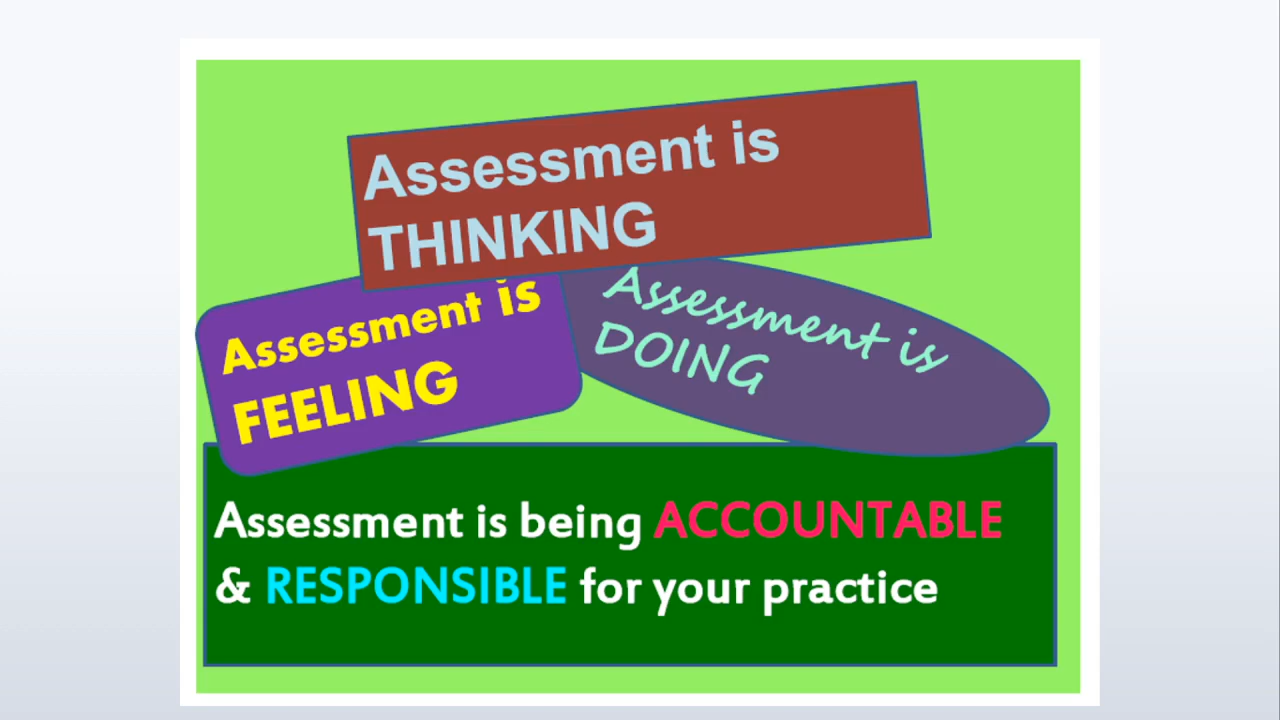 Assessment is
THINKING
Assessment is
FEELING
Assessment is
DOING
Assessment is being ACCOUNTABLE
& RESPONSIBLE for your practice